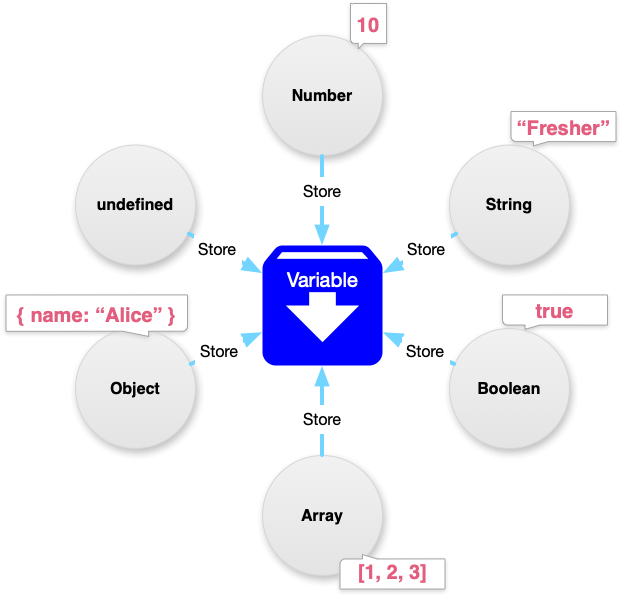 10
Number
“Fresher”
Store
undefined
String
Store
Store
Variable
{ name: “Alice” }
true
Store
Store
Object
Boolean
Store
Array
[1, 2, 3]